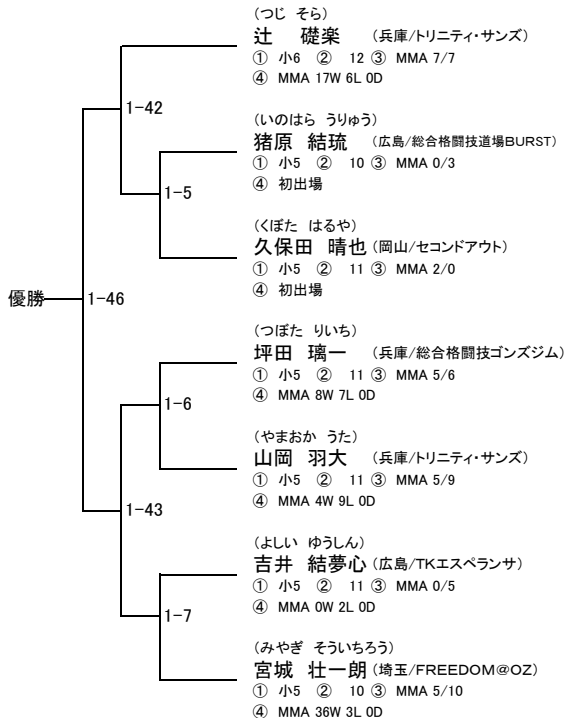 (つじ そら)
辻 礎楽 (兵庫/トリニティ・サンズ)
① 小6 ② 12 ③ MMA 7/7
④ MMA 17W 6L 0D
1-42
(いのはら うりゅう)
猪原 結琉 (広島/総合格闘技道場BURST)
① 小5 ② 10 ③ MMA 0/3
④ 初出場
1-5
(くぼた はるや)
久保田 晴也 (岡山/セコンドアウト)
① 小5 ② 11 ③ MMA 2/0
④ 初出場
優勝
1-46
(つぼた りいち)
坪田 璃一 (兵庫/総合格闘技ゴンズジム)
① 小5 ② 11 ③ MMA 5/6
④ MMA 8W 7L 0D
1-6
(やまおか うた)
山岡 羽大 (兵庫/トリニティ・サンズ)
① 小5 ② 11 ③ MMA 5/9
④ MMA 4W 9L 0D
1-43
(よしい ゆうしん)
吉井 結夢心 (広島/TKエスペランサ)
① 小5 ② 11 ③ MMA 0/5
④ MMA 0W 2L 0D
1-7
(みやぎ そういちろう)
宮城 壮一朗 (埼玉/FREEDOM@OZ)
① 小5 ② 10 ③ MMA 5/10
④ MMA 36W 3L 0D